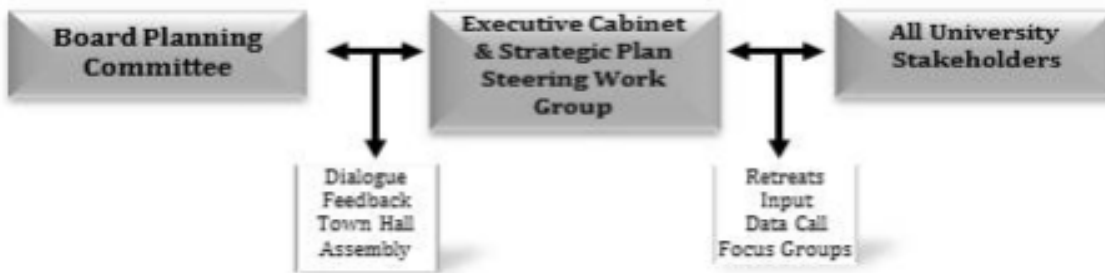 Board Planning
Committee
Executive Cabinet
& Strategic Plan
Steering Work
Group
All University
Stakeholders
Dialogue
Feedback
Town Hall
Assembly
Retreats
Input
Data Call
Focus Groups